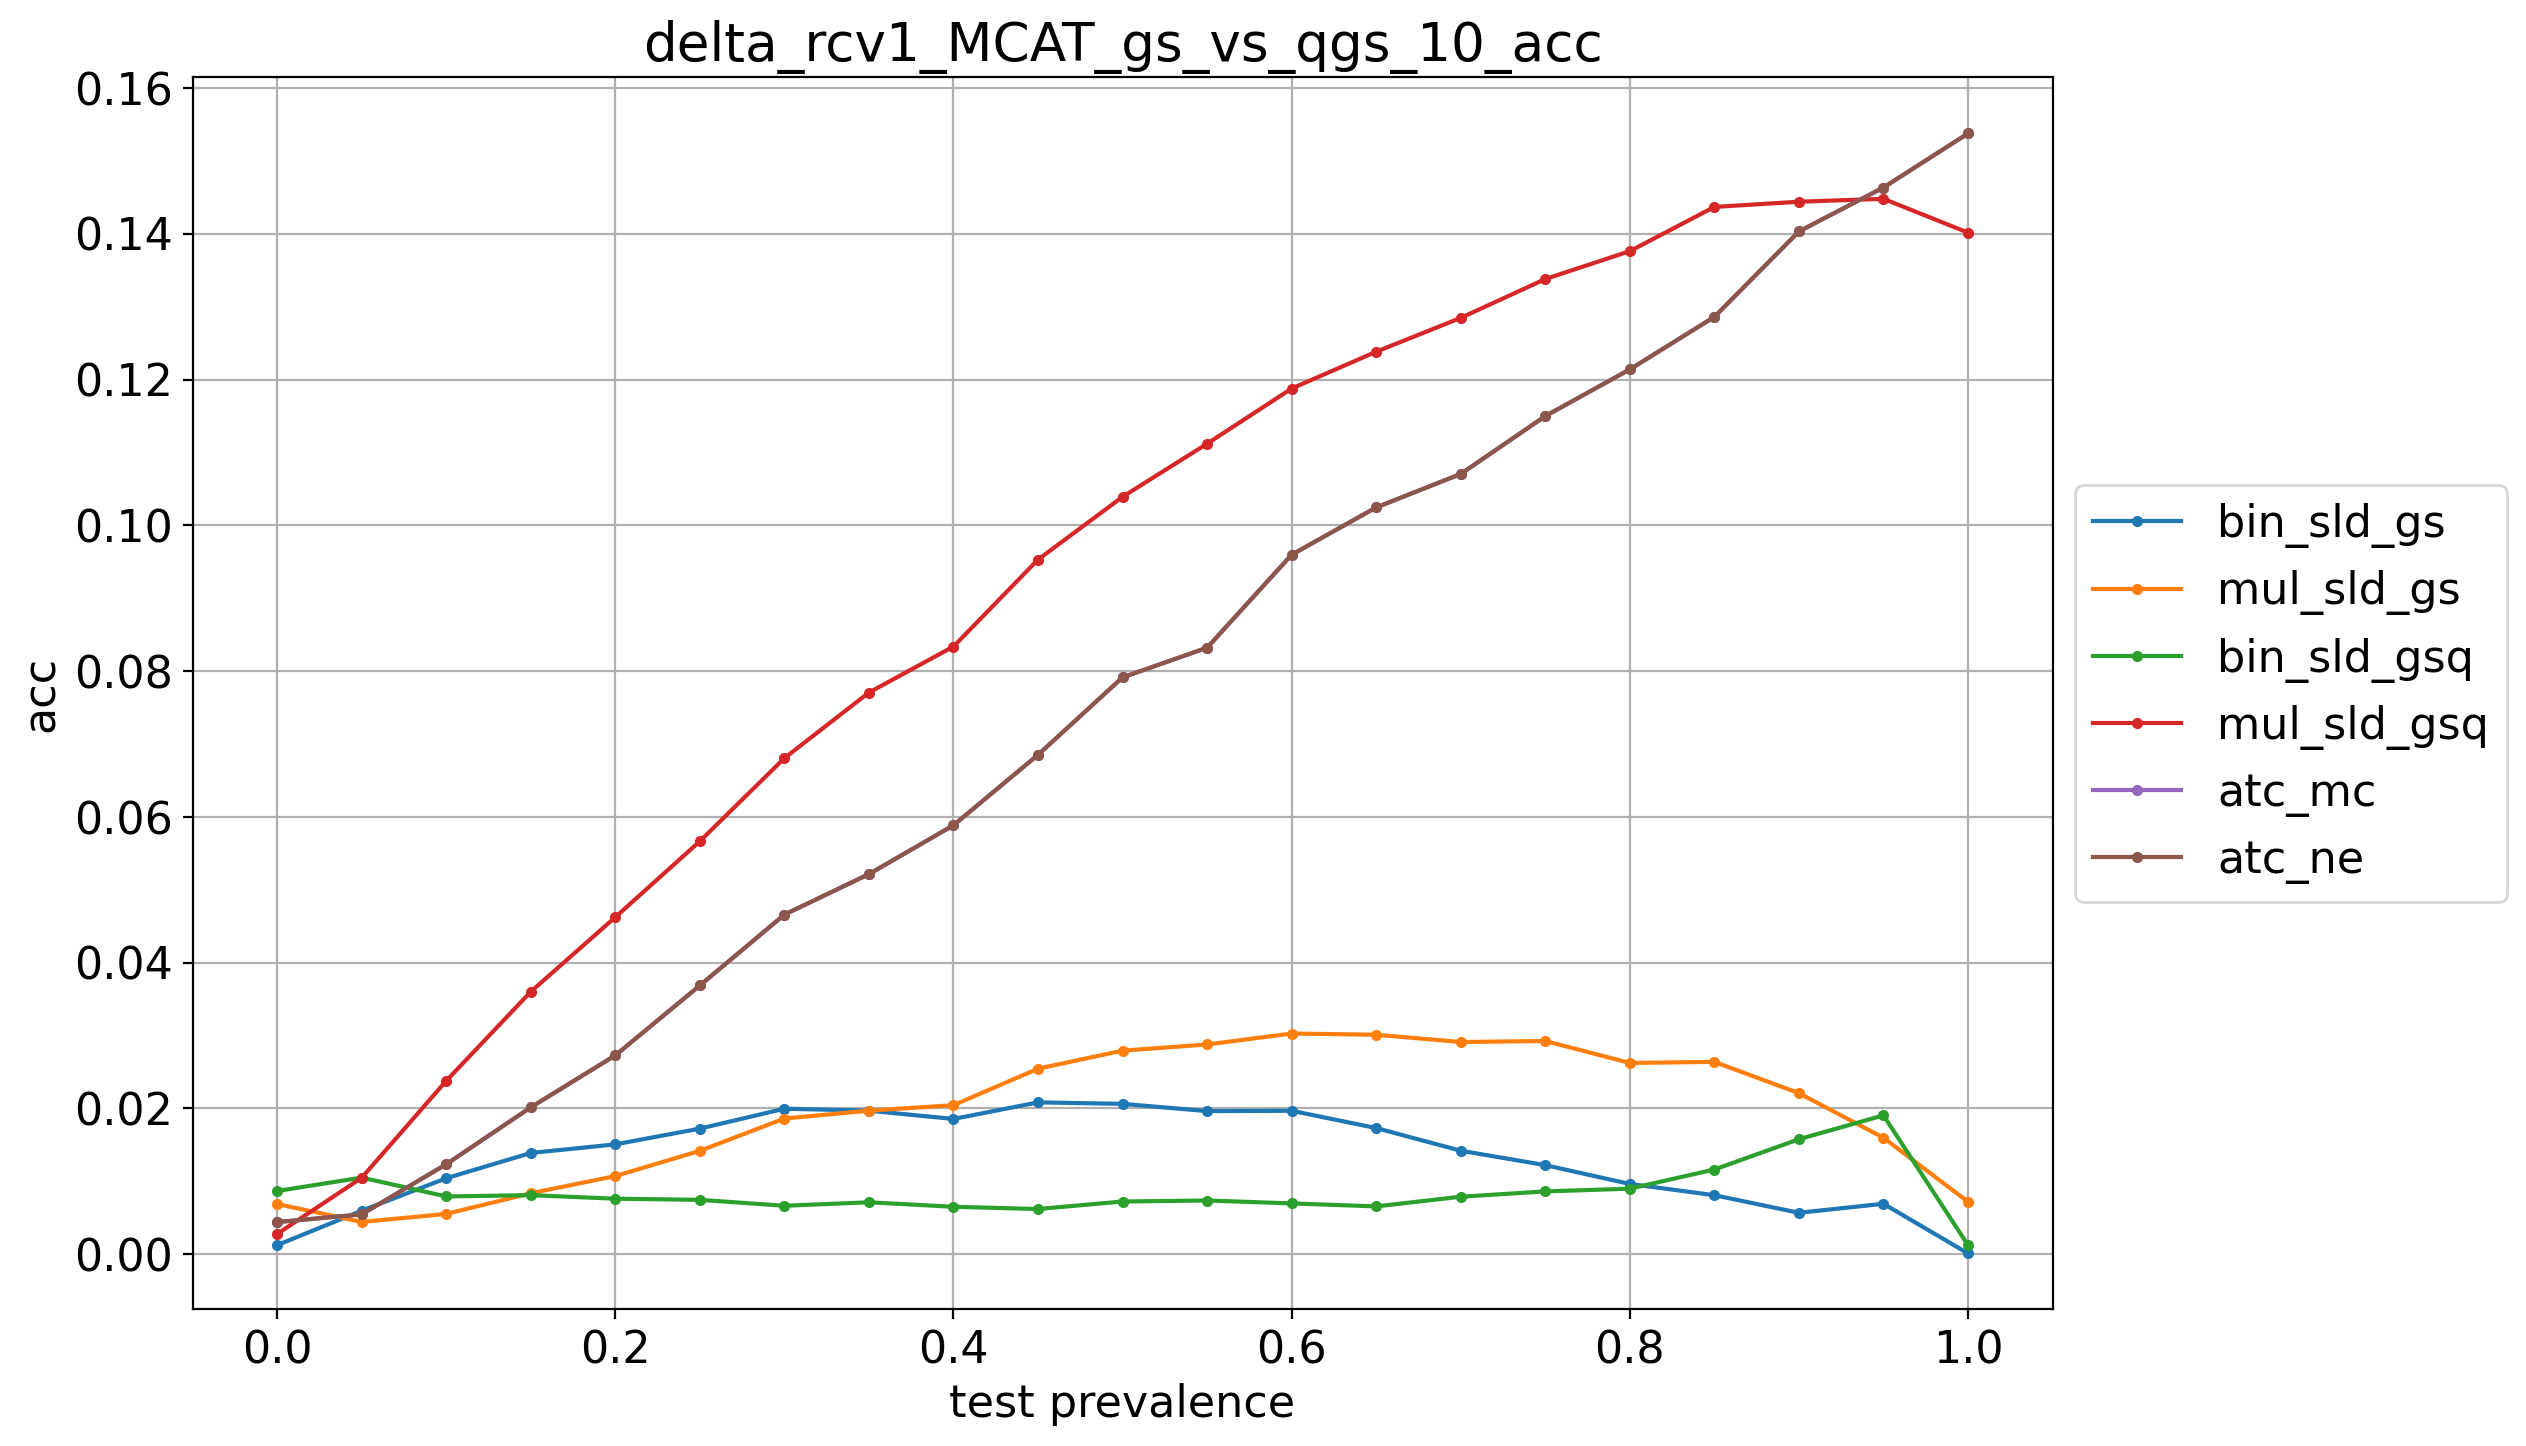 delta_rcv1_MCAT_gs_vs_qgs_10_acc
0.16
0.14
0.12
0.10
0.08
0.06
0.04
0.02
0.00
acc
0.0 0.2 0.4 0.6 0.8 1.0
test prevalence
bin_sld_gs
mul_sld_gs
bin_sld_gsq
mul_sld_gsq
atc_mc
atc_ne